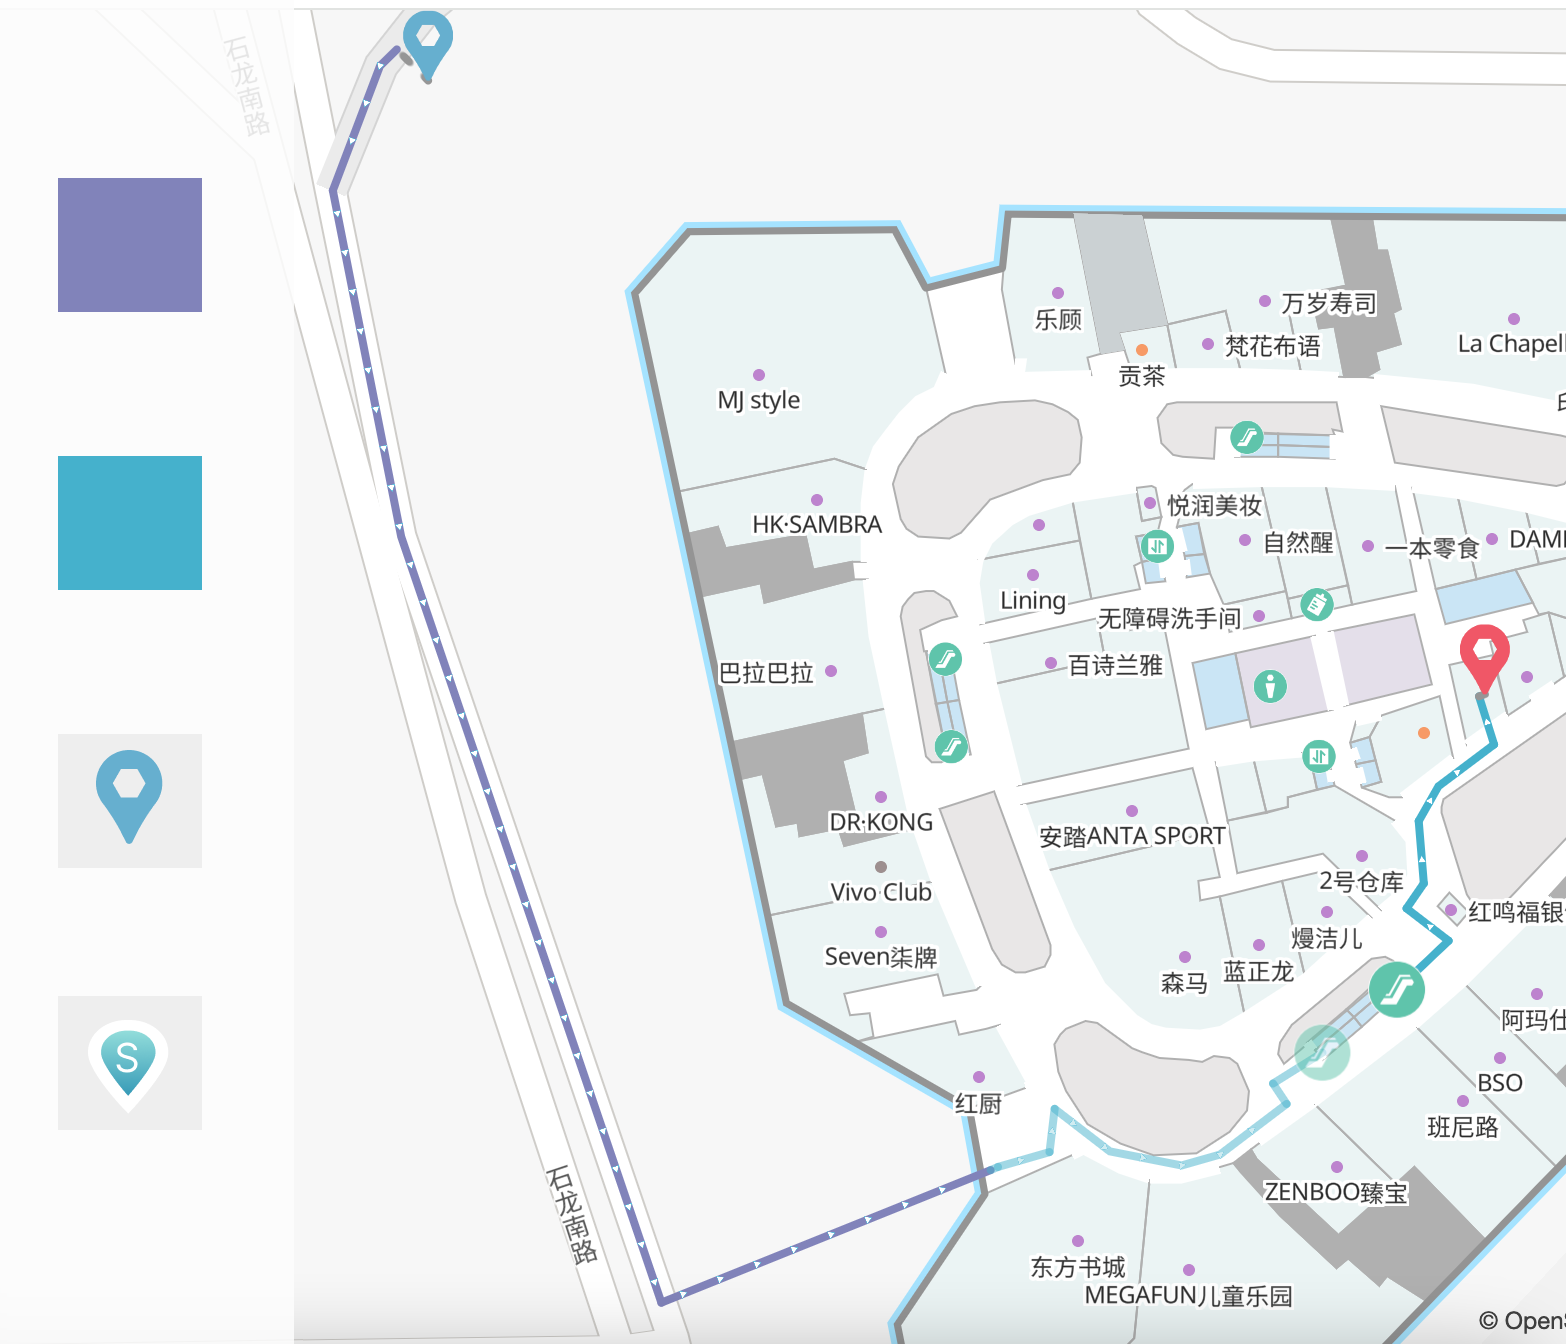 石龙南路
万岁寿司
乐顾
梵花布语
La Chapell
贡茶
MJ style
悦润美妆
HK·SAMBRA
自然醒
一本零食
Lining
无障碍洗手间
百诗兰雅
巴拉巴拉
DR·KONG
安踏ANTA SPORT
2号仓库
Vivo Club
红鸣福银
熳洁儿
Seven柒牌
蓝正龙
森马
阿玛仕
S
BSO
红厨
班尼路
ZENBOO臻宝
石龙南路
东方书城
MEGAFUN儿童乐园
© OpenS